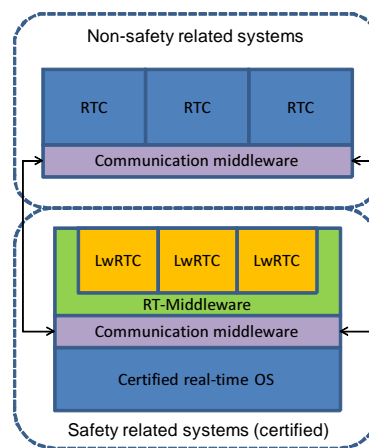 Non-safety related systems
RTC RTC RTC
Communication middleware
LwRTC LwRTC LwRTC
RT-Middleware
Communication middleware
Certified real-time OS
Safety related systems (certified)